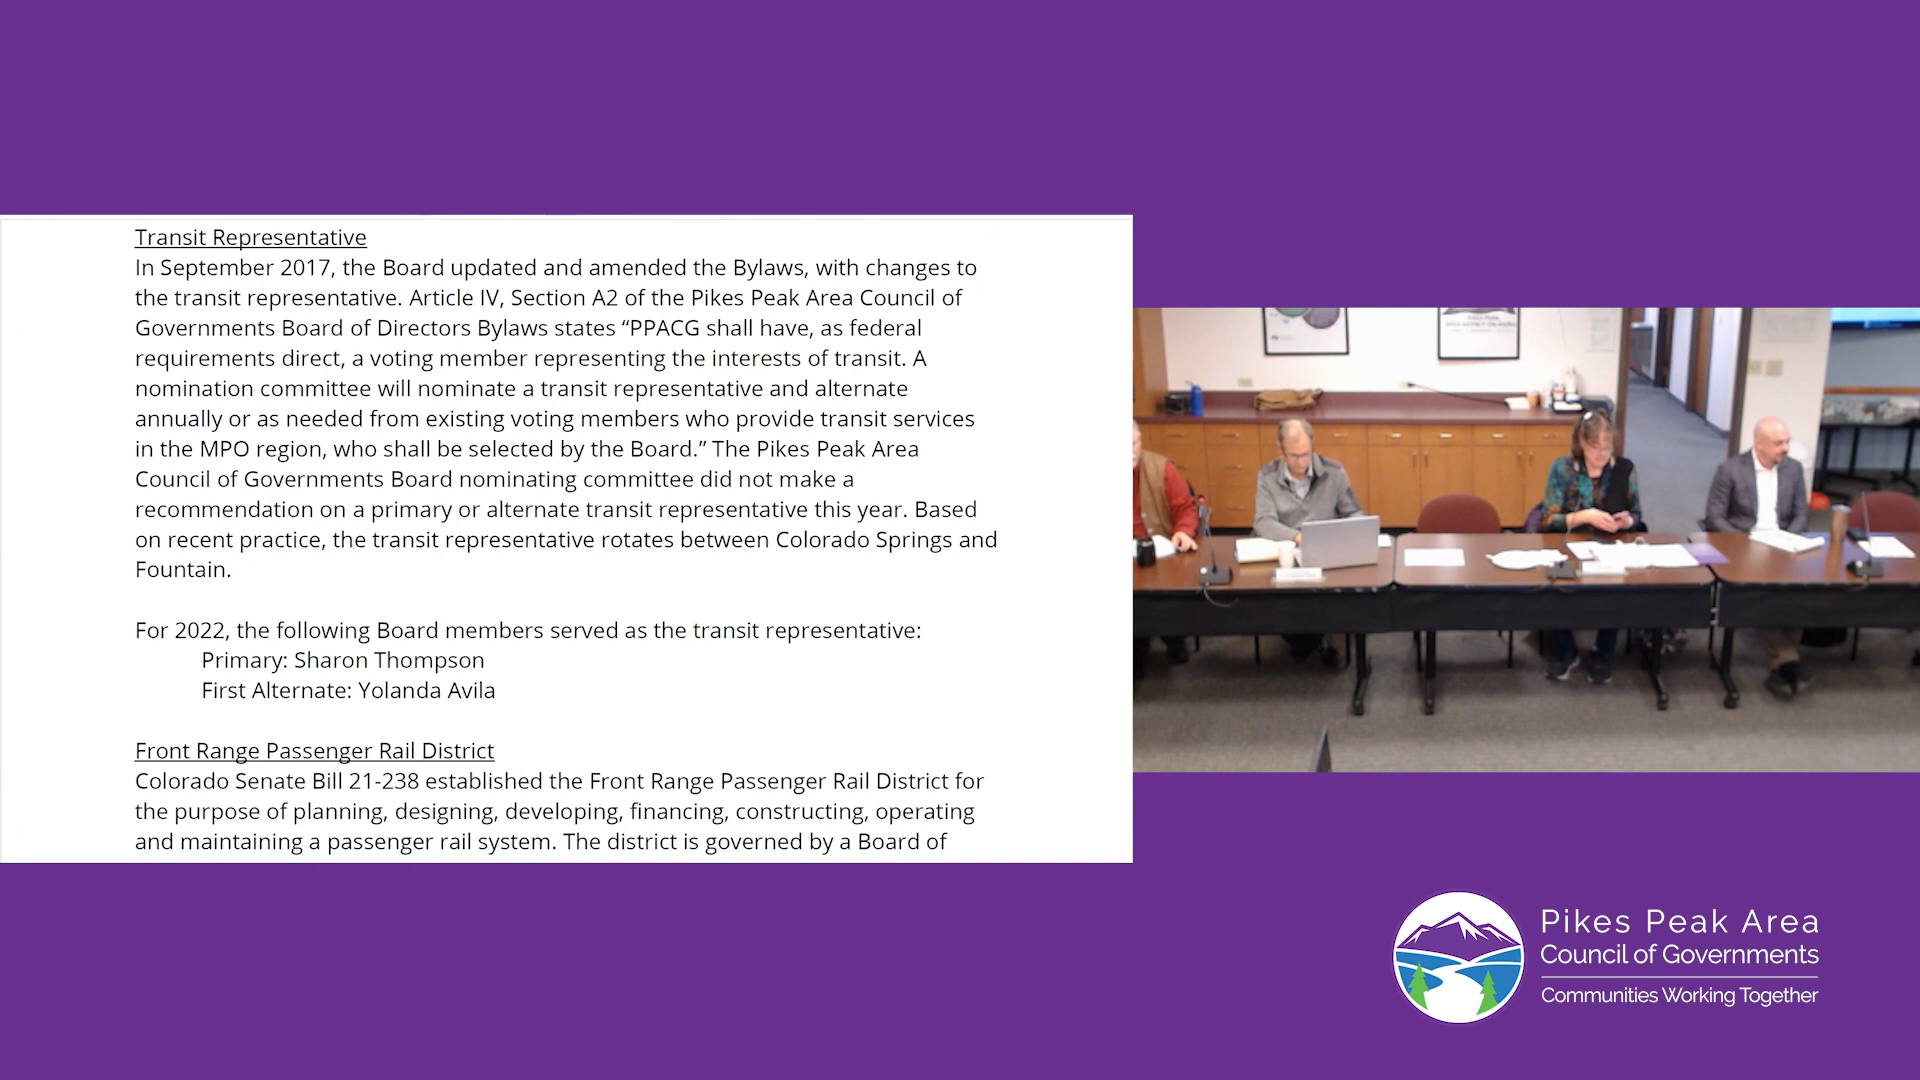 Transit Representative
In September 2017, the Board updated and amended the Bylaws, with changes to
the transit representative. Article IV, Section A2 of the Pikes Peak Area Council of
Governments Board of Directors Bylaws states “PPACG shall have, as federal
requirements direct, a voting member representing the interests of transit. A
nomination committee will nominate a transit representative and alternate
annually or as needed from existing voting members who provide transit services
in the MPO region, who shall be selected by the Board.” The Pikes Peak Area
Council of Governments Board nominating committee did not make a
recommendation on a primary or alternate transit representative this year. Based
on recent practice, the transit representative rotates between Colorado Springs and
Fountain.
For 2022, the following Board members served as the transit representative:
Primary: Sharon Thompson
First Alternate: Yolanda Avila
Front Range Passenger Rail District
Colorado Senate Bill 21-238 established the Front Range Passenger Rail District for
the purpose of planning, designing, developing, financing, constructing, operating
and maintaining a passenger rail system. The district is governed by a Board of
Pikes Peak Area
Council of Governments
Communities Working Together